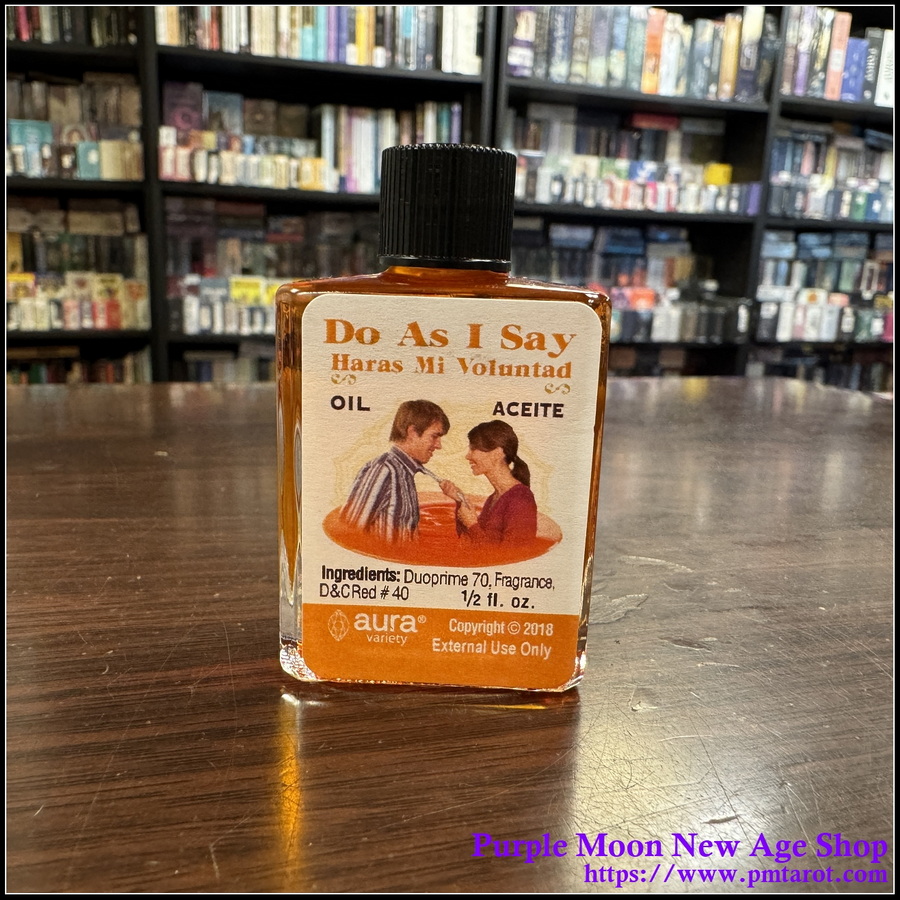 Do As I Say
Haras Mi Voluntad
OIL ACEITE
Ingredients: Duoprime 70, Fragrance,
D&C Red # 40 1/2 fl. oz.
aura®
variety
Copyright © 2018
External Use Only
Purple Moon New Age Shop
https://www.pmtarot.com